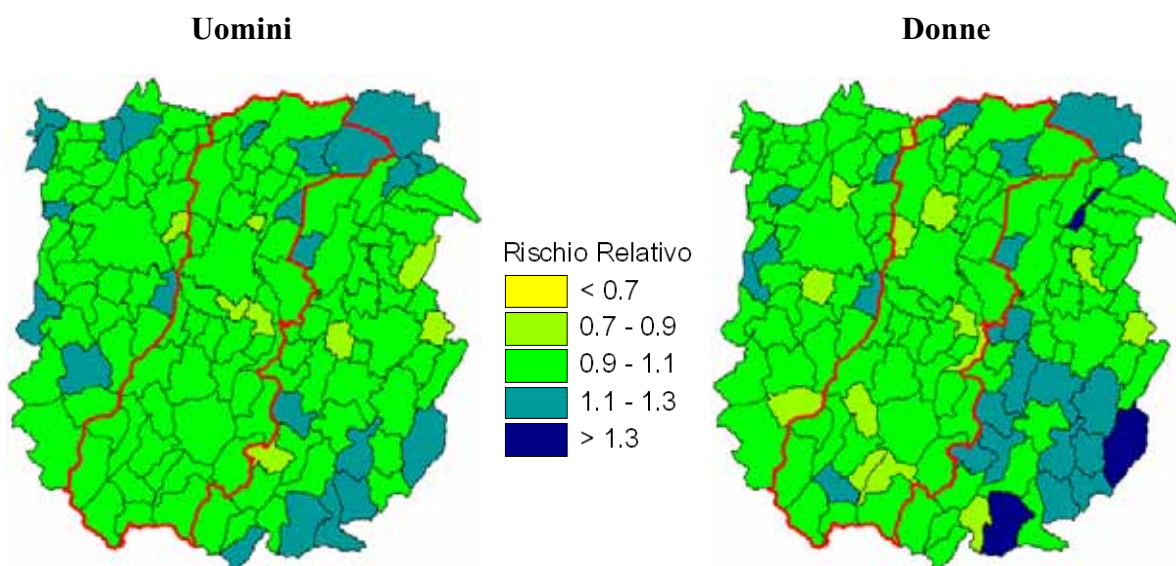 Uomini
Donne
Rischio Relativo
< 0.7
0.7 - 0.9
0.9 - 1.1
1.1 - 1.3
> 1.3